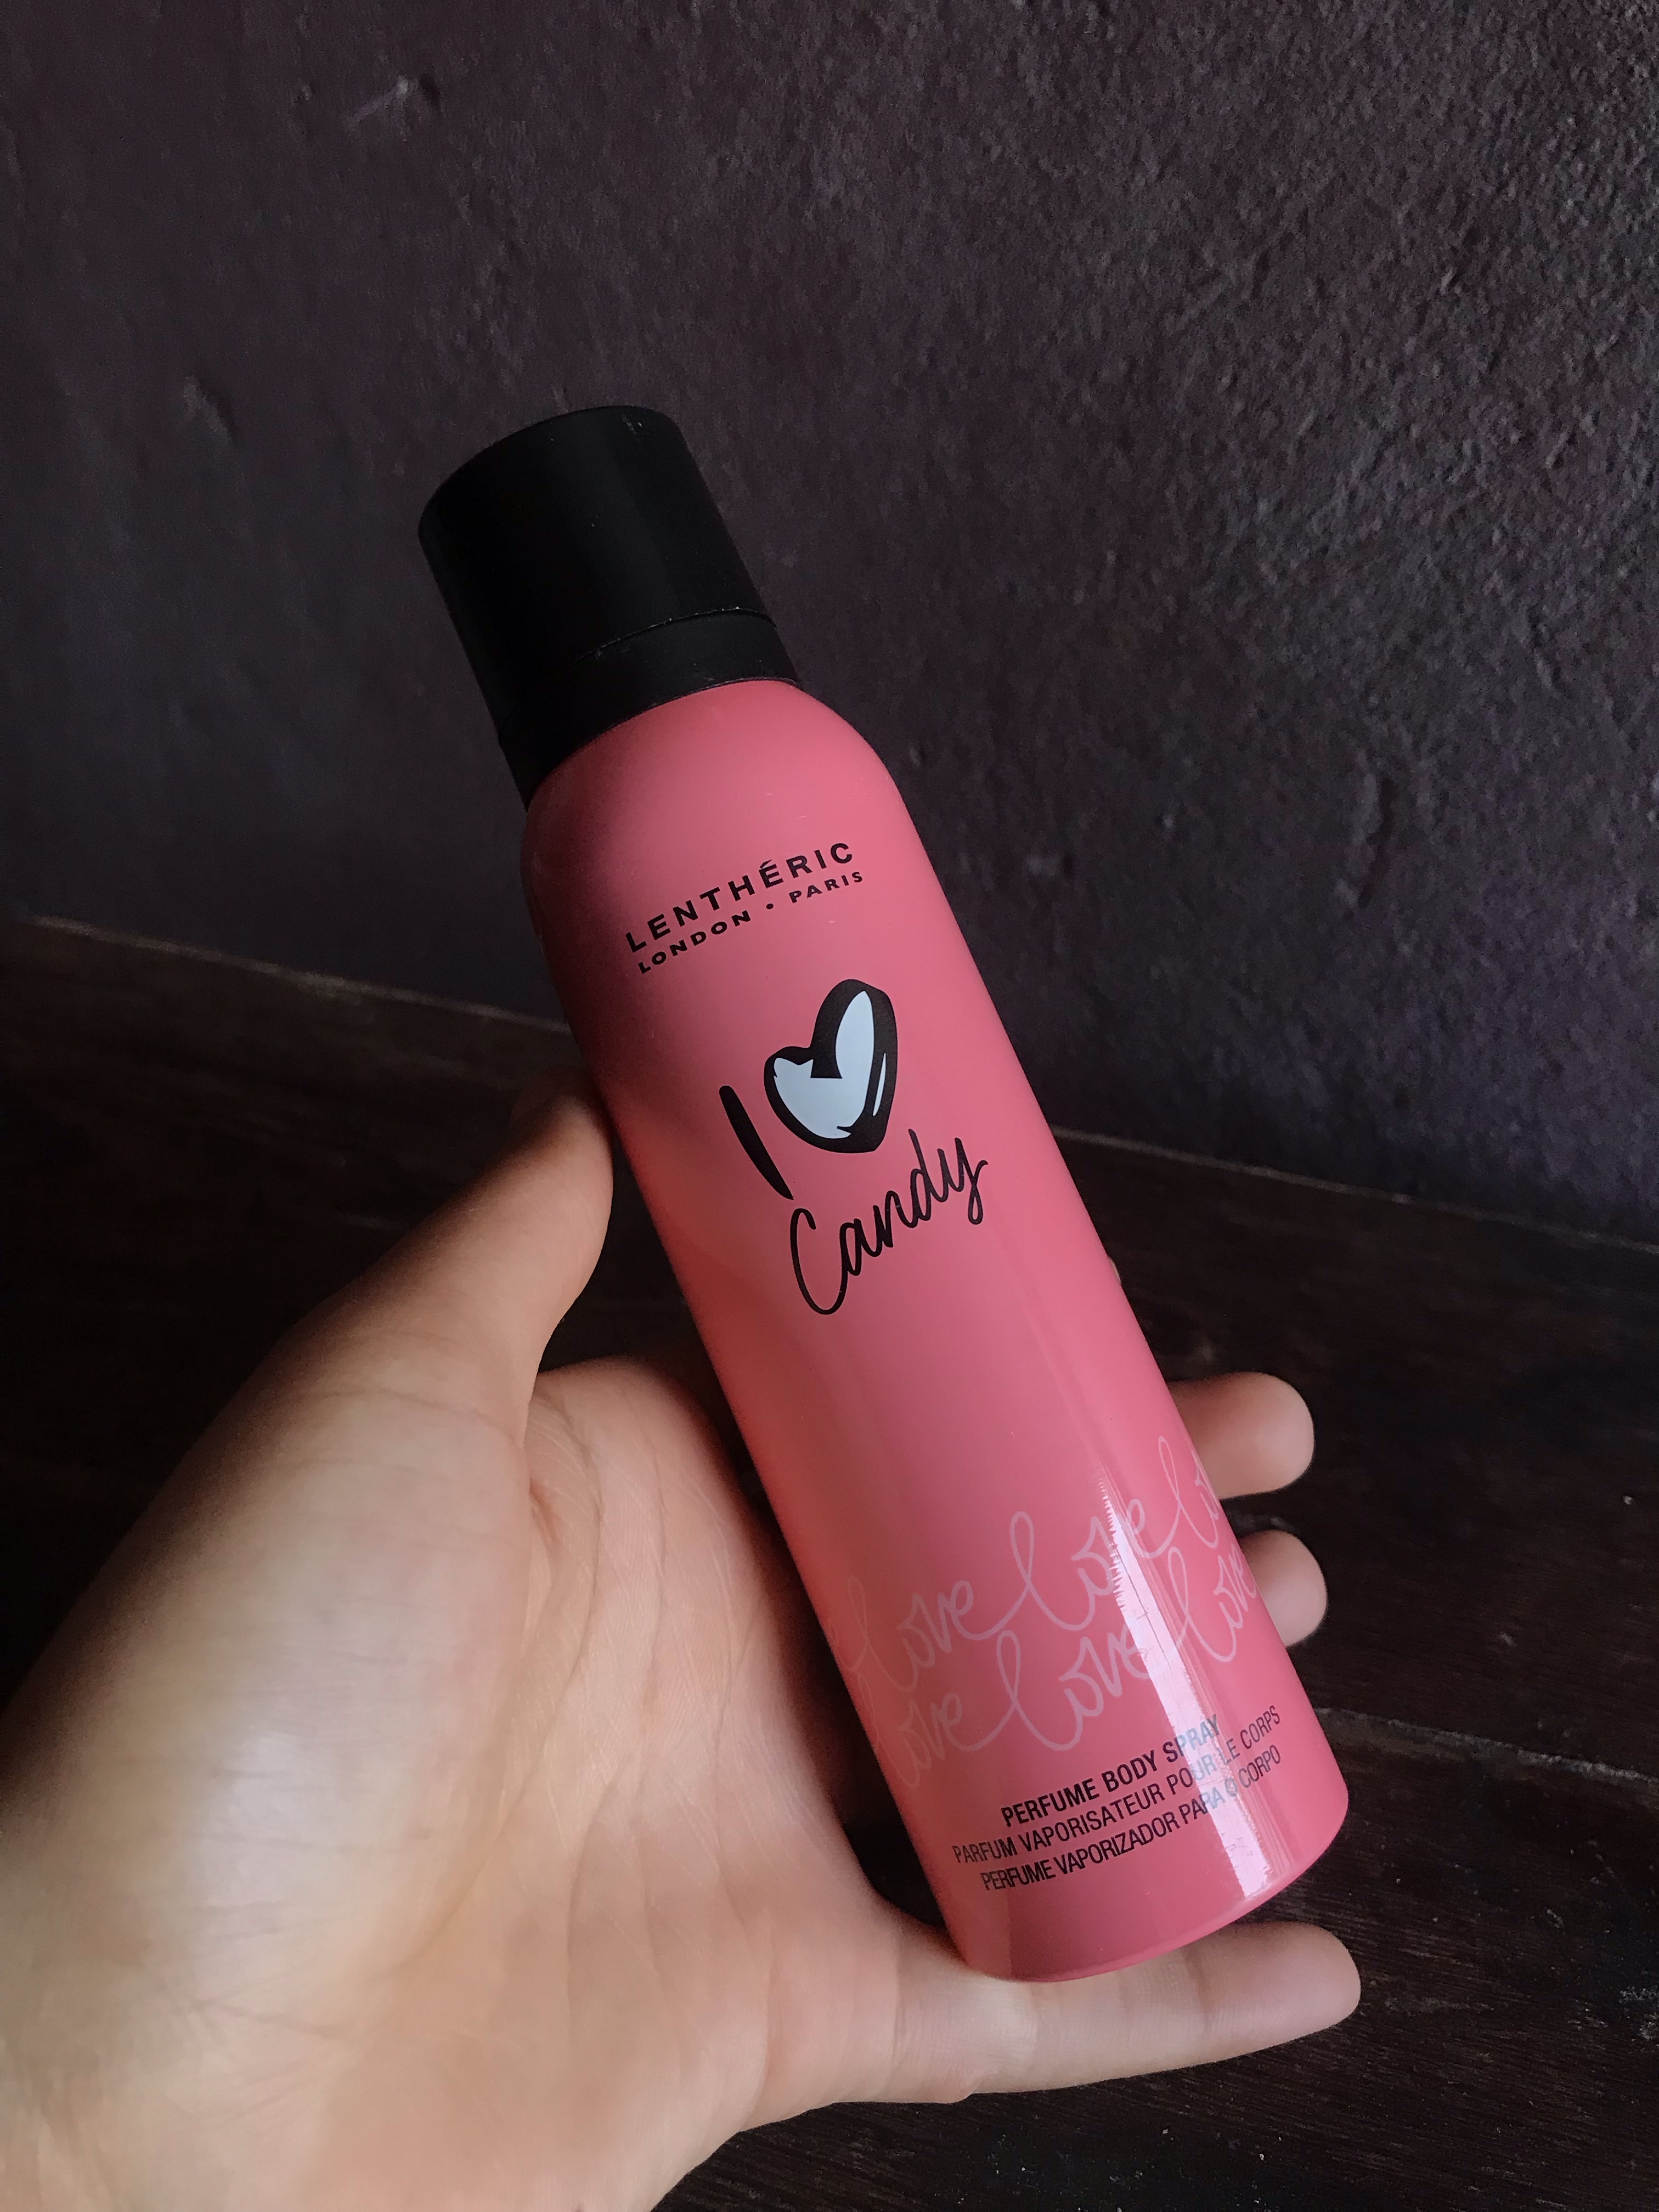 LENTHÉRIC
LONDON • PARIS
I
Candy
love love lo
love love love
PERFUME BODY SPRAY
PARFUM VAPORISATEUR POUR LE CORPS
PERFUME VAPORIZADOR PARA O CORPO